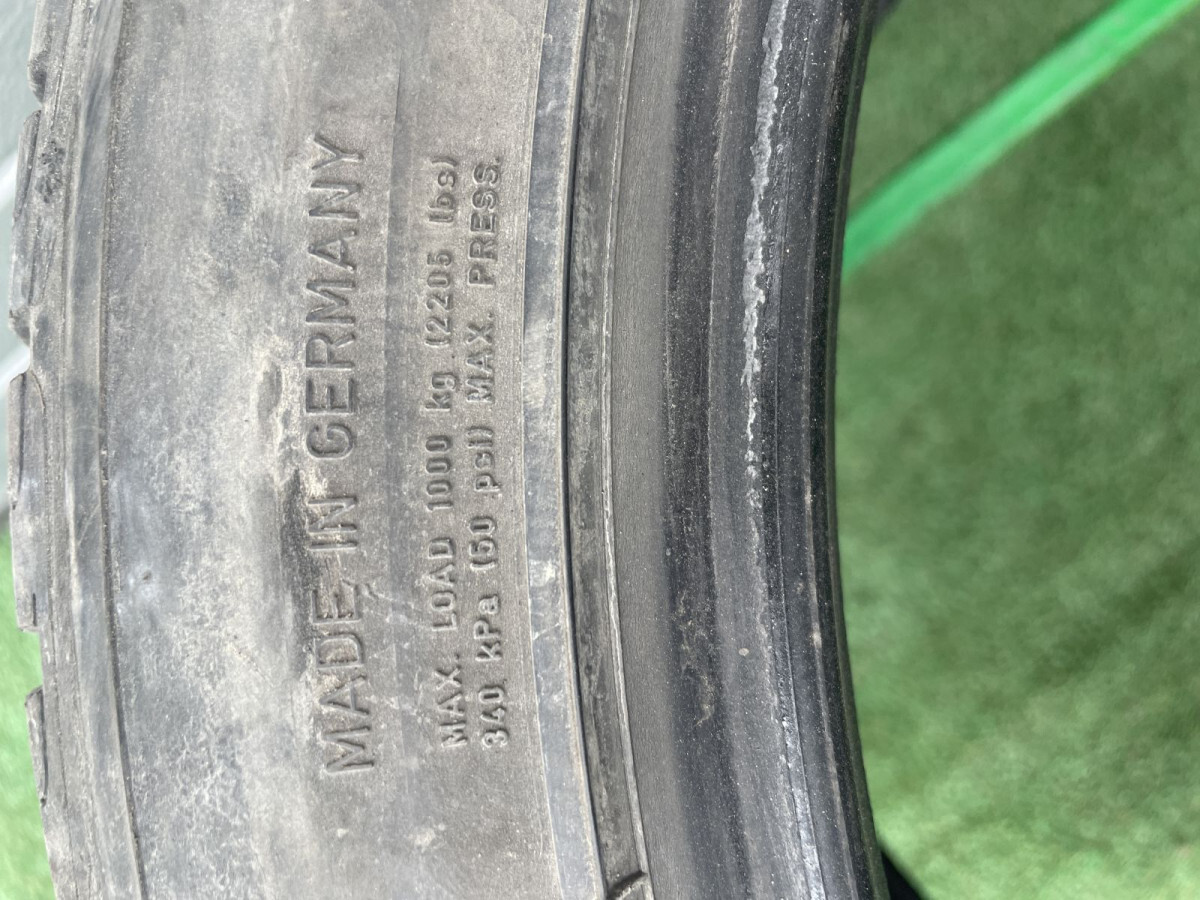 MADE IN GERMANY
MAX. LOAD 1000 kg (2205 lbs)
340 kPa (50 psi) MAX. PRESS.